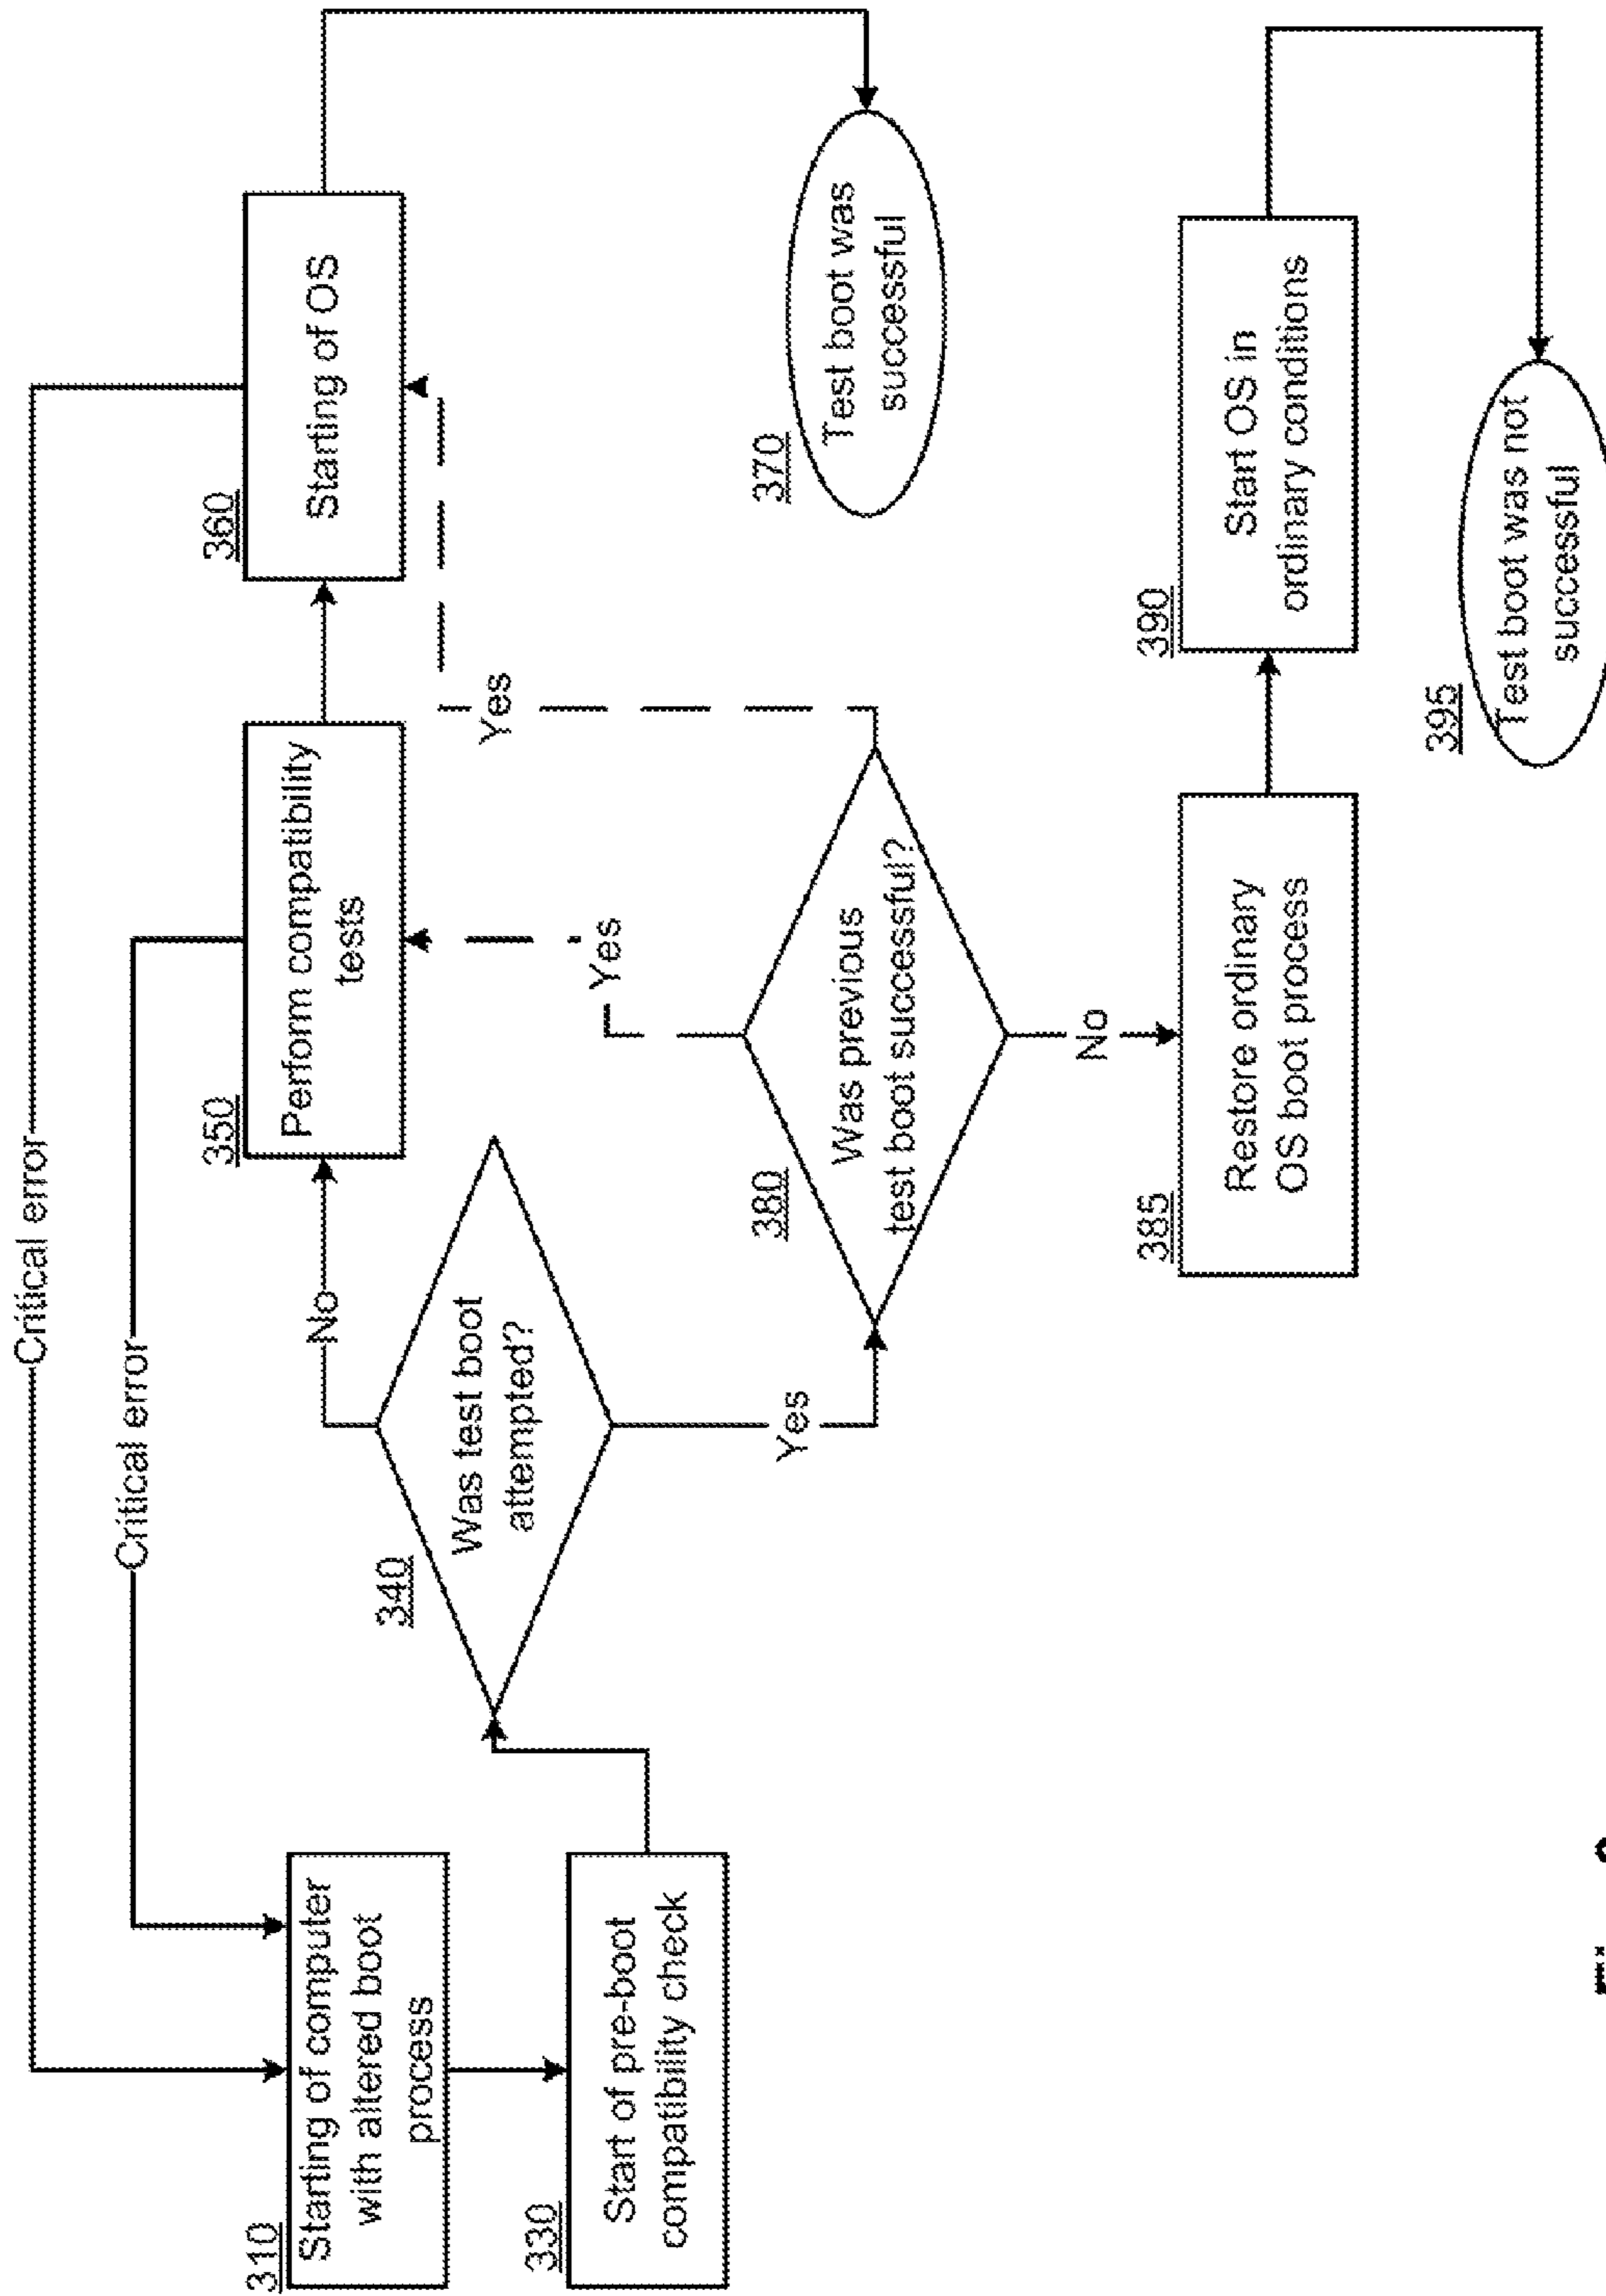 Critical error
Critical error
310
Starting of computer
with altered boot
process
330
Start of pre-boot
compatibility check
340
Was test boot
attempted?
No
Yes
350
Perform compatibility
tests
360
Starting of OS
370
Test boot was
successful
380
Was previous
test boot successful?
Yes
Yes
No
385
Restore ordinary
OS boot process
390
Start OS in
ordinary conditions
395
Test boot was not
successful